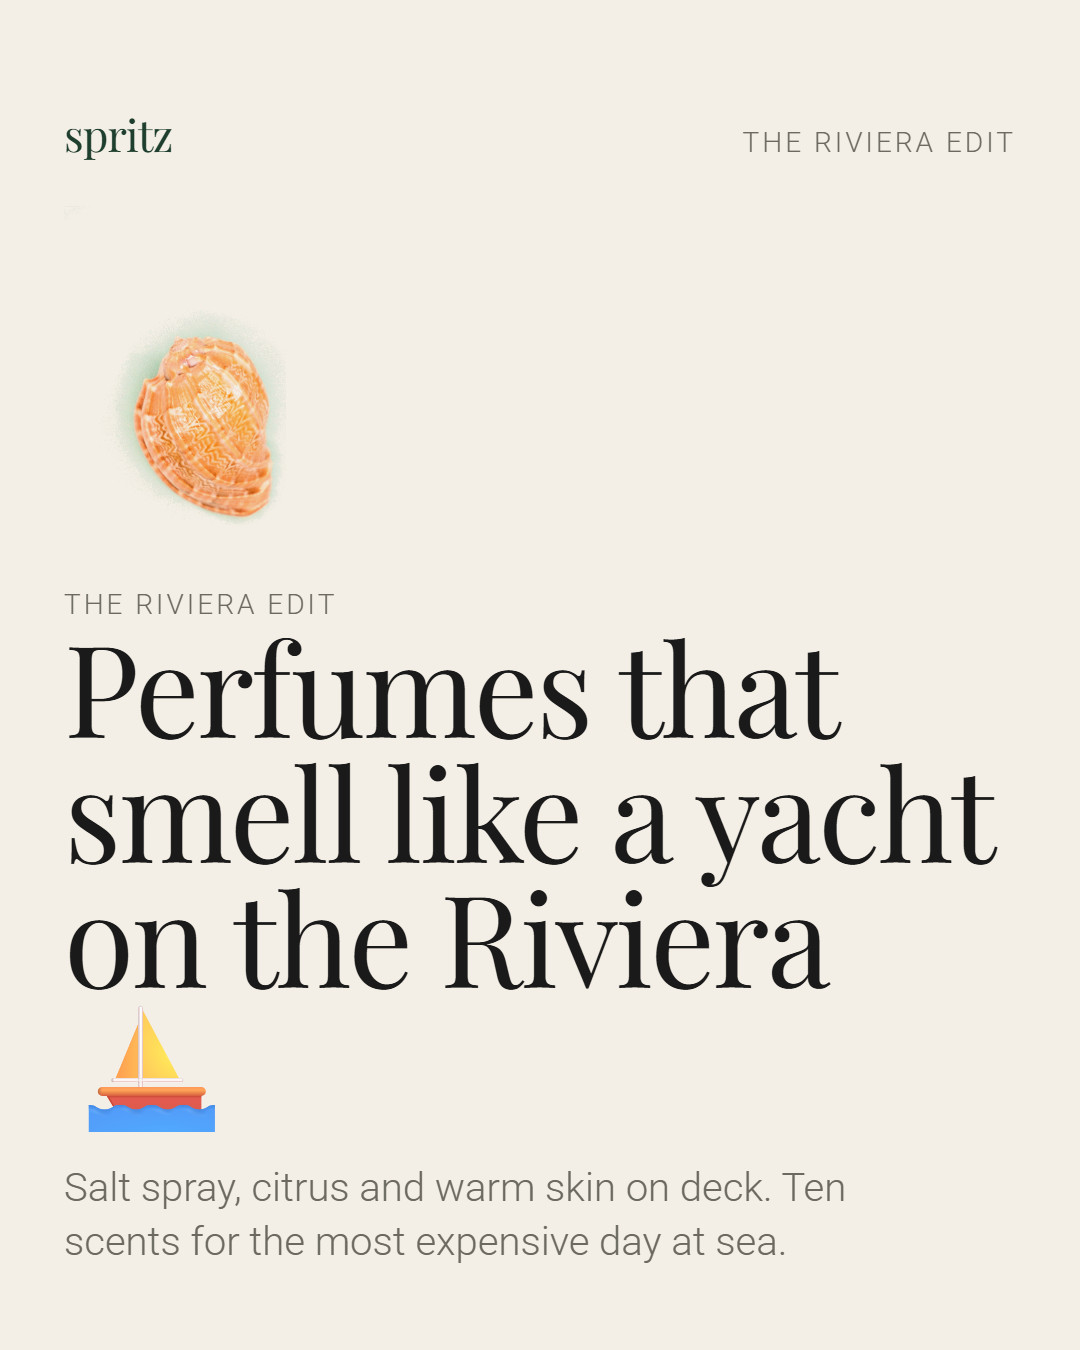 spritz
THE RIVIERA EDIT
THE RIVIERA EDIT
Perfumes that
smell like a yacht
on the Riviera
Salt spray, citrus and warm skin on deck. Ten
scents for the most expensive day at sea.